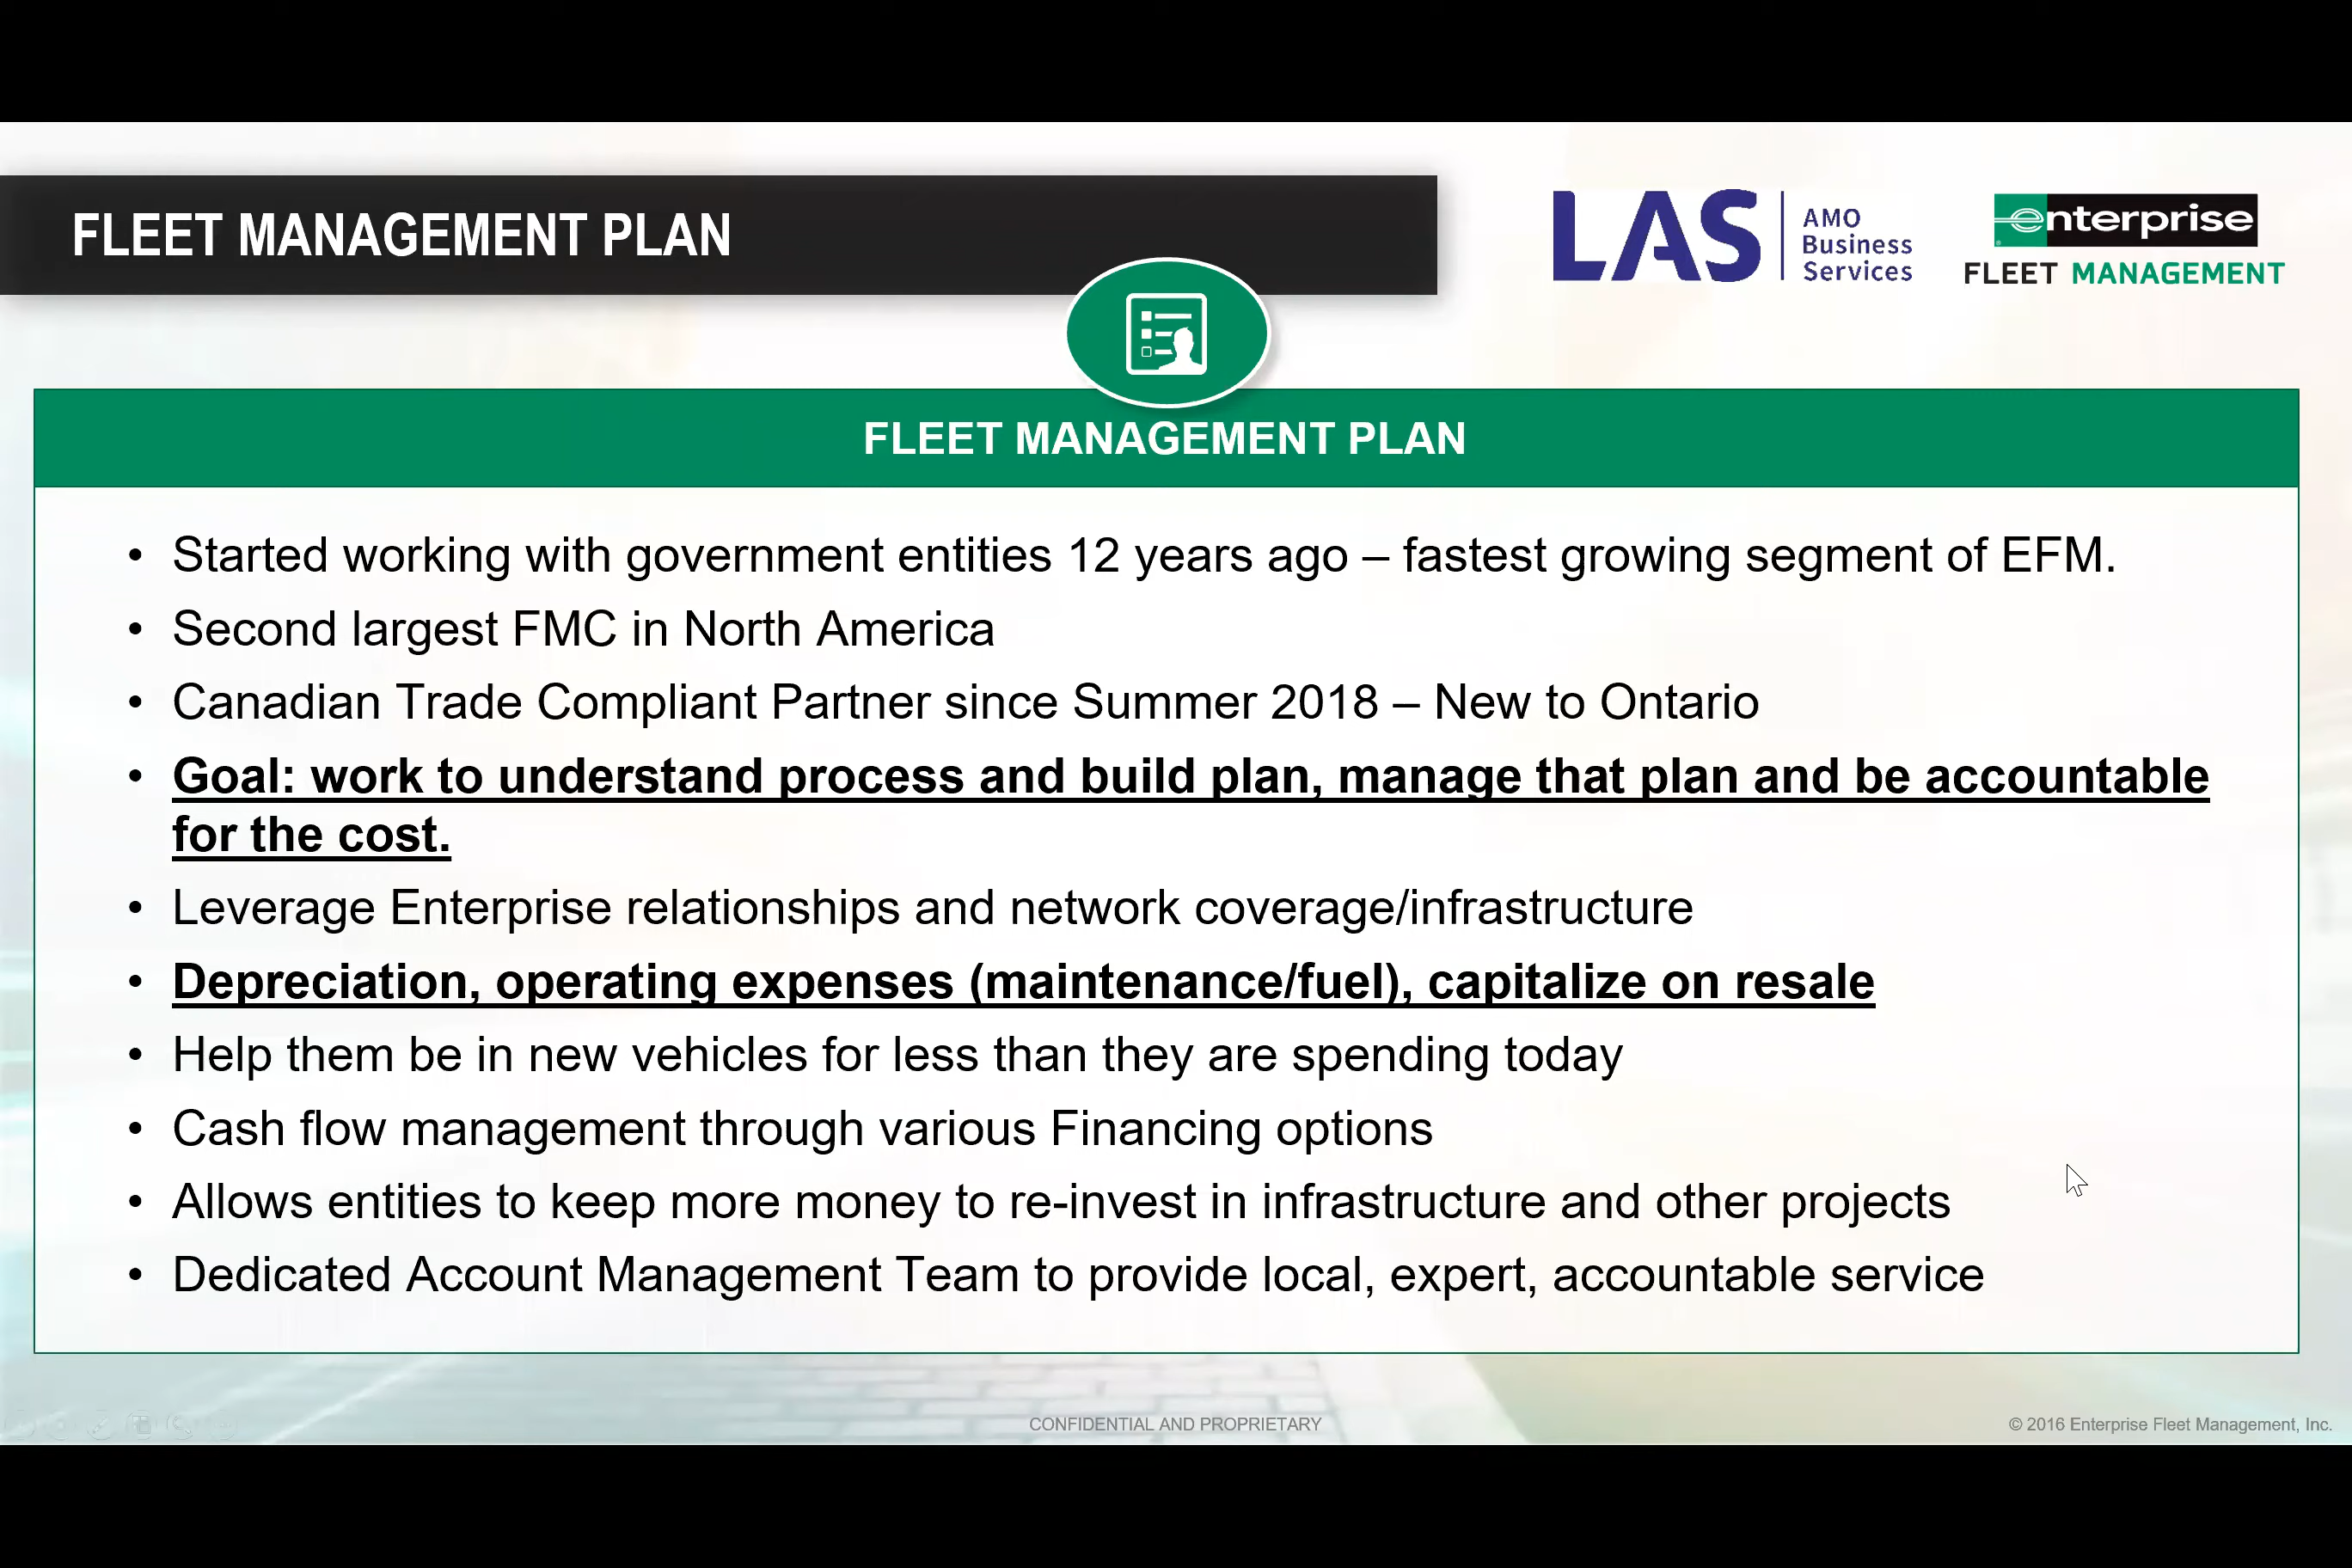 FLEET MANAGEMENT PLAN
LAS
AMO
Business
Services
enterprise
FLEET MANAGEMENT
FLEET MANAGEMENT PLAN
• Started working with government entities 12 years ago – fastest growing segment of EFM.
• Second largest FMC in North America
• Canadian Trade Compliant Partner since Summer 2018 – New to Ontario
• Goal: work to understand process and build plan, manage that plan and be accountable
for the cost.
• Leverage Enterprise relationships and network coverage/infrastructure
• Depreciation, operating expenses (maintenance/fuel), capitalize on resale
• Help them be in new vehicles for less than they are spending today
• Cash flow management through various Financing options
• Allows entities to keep more money to re-invest in infrastructure and other projects
• Dedicated Account Management Team to provide local, expert, accountable service
CONFIDENTIAL AND PROPRIETARY
© 2016 Enterprise Fleet Management, Inc.